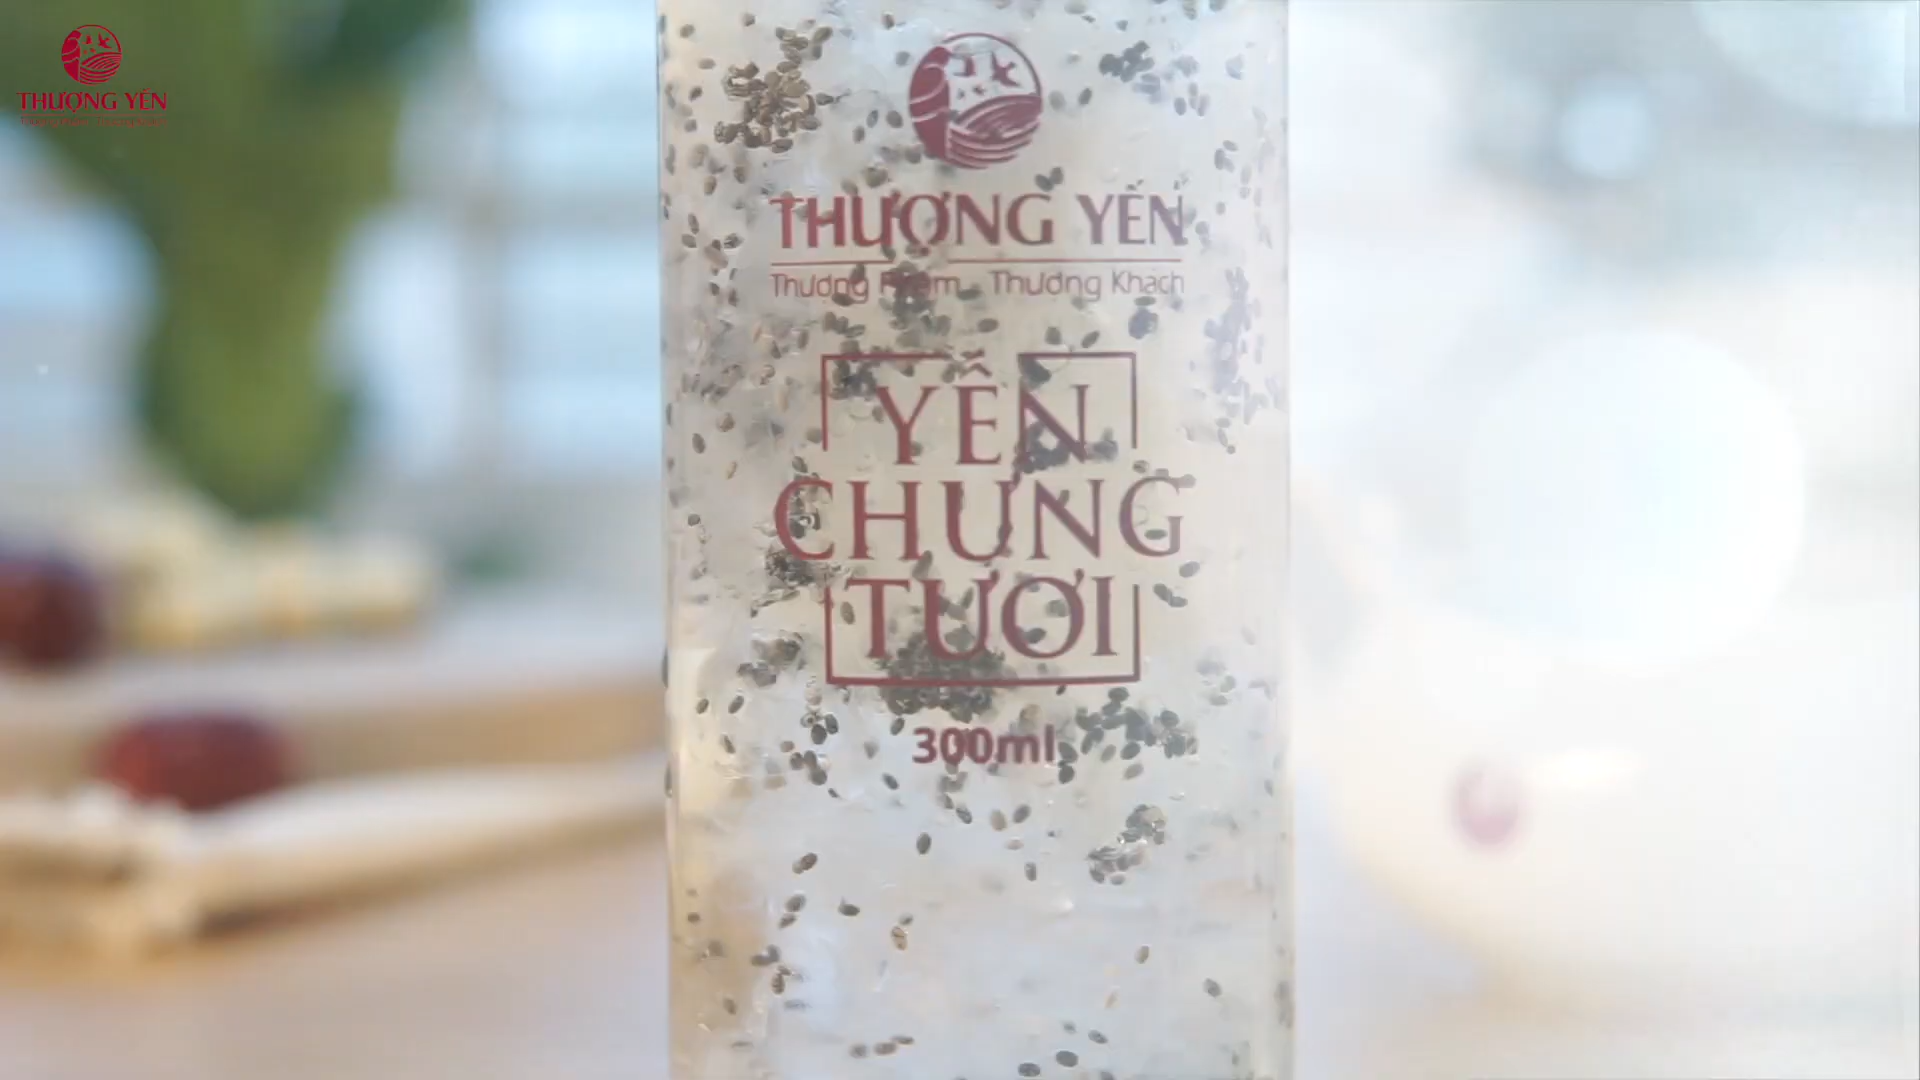 THƯỢNG YẾN
THƯỢNG YẾN
Thượng Phẩm - Thượng Khách
YẾN
CHƯNG
TƯƠI
300ml